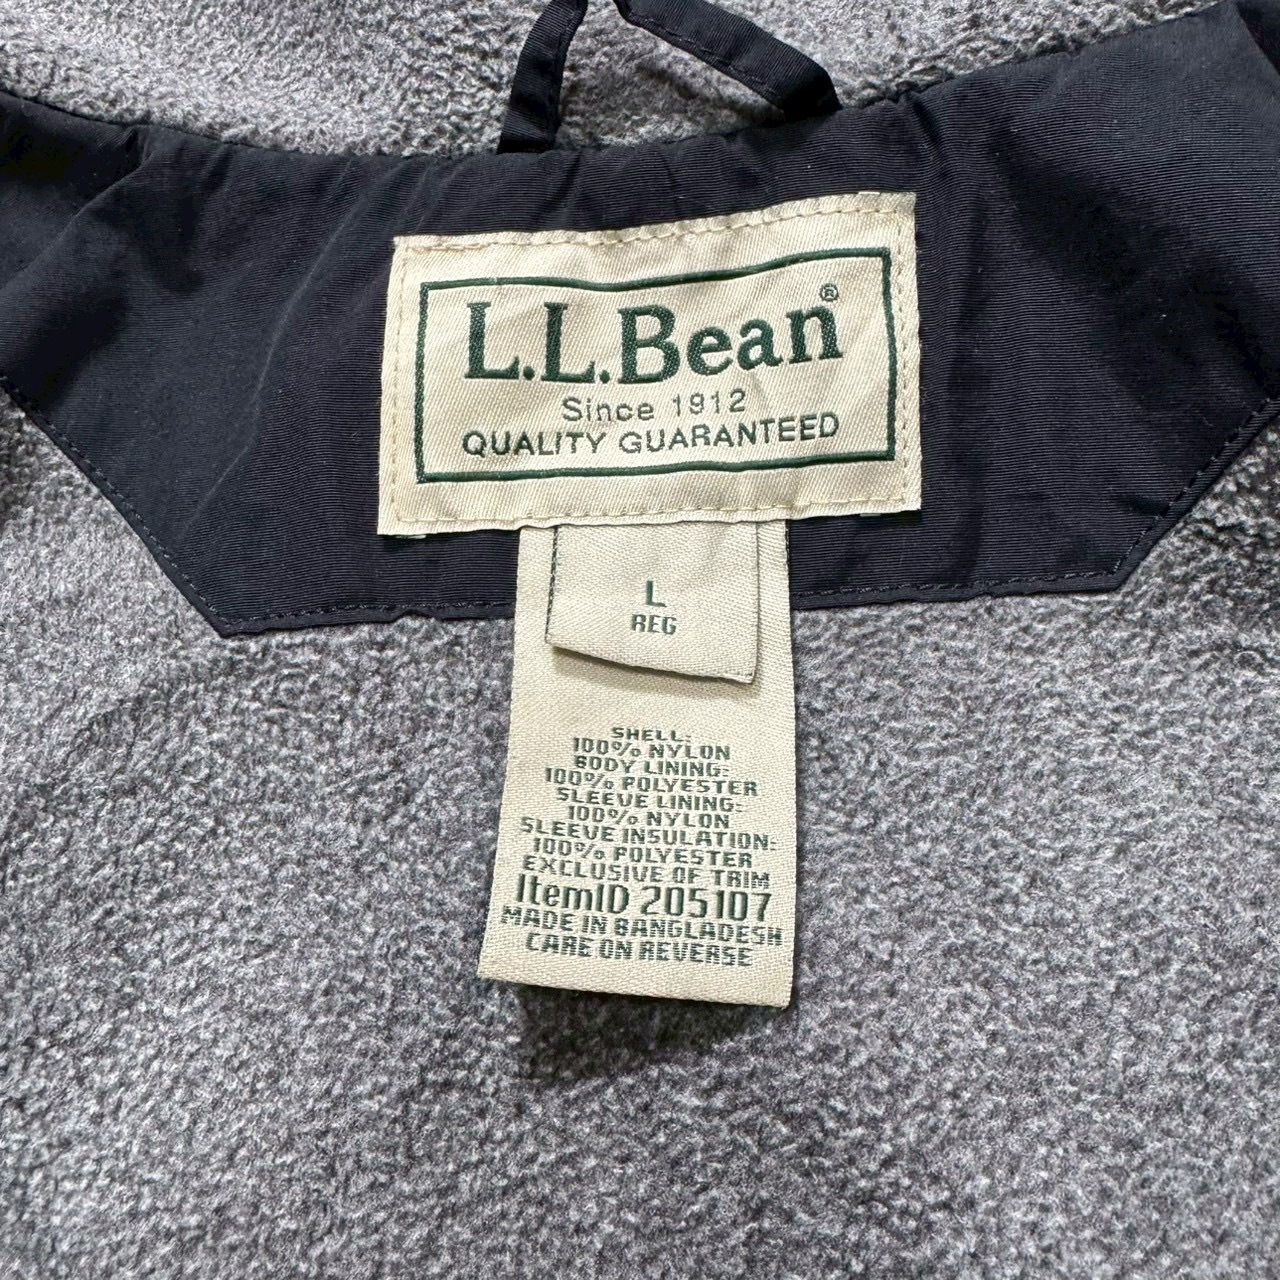 L.L.Bean®
Since 1912
QUALITY GUARANTEED
L
REG
SHELL:
100% NYLON
BODY LINING:
100% POLYESTER
SLEEVE LINING:
100% NYLON
SLEEVE INSULATION:
100% POLYESTER
EXCLUSIVE OF TRIM
ItemID 205107
MADE IN BANGLADESH
CARE ON REVERSE